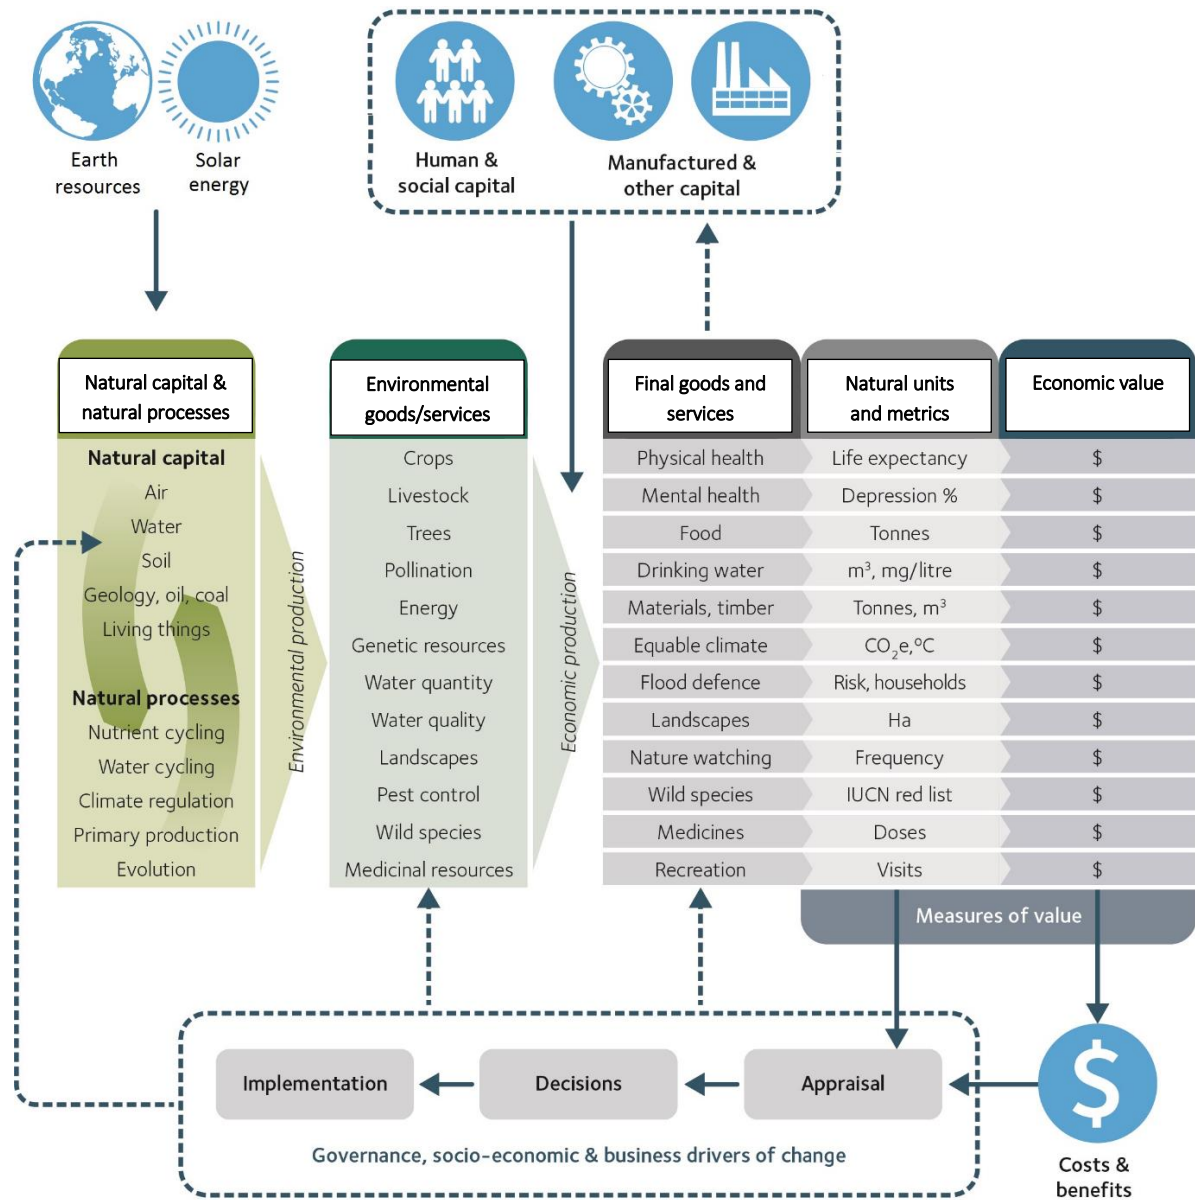 Earth
resources
Solar
energy
Human &
social capital
Manufactured &
other capital
Natural capital &
natural processes
Natural capital
Air
Water
Soil
Geology, oil, coal
Living things
Natural processes
Nutrient cycling
Water cycling
Climate regulation
Primary production
Evolution
Environmental production
Environmental
goods/services
Crops
Livestock
Trees
Pollination
Energy
Genetic resources
Water quantity
Water quality
Landscapes
Pest control
Wild species
Medicinal resources
Economic production
Final goods and
services
Natural units
and metrics
Economic value
Physical health Life expectancy $
Mental health Depression % $
Food Tonnes $
Drinking water m³, mg/litre $
Materials, timber Tonnes, m³ $
Equable climate CO₂e,ºC $
Flood defence Risk, households $
Landscapes Ha $
Nature watching Frequency $
Wild species IUCN red list $
Medicines Doses $
Recreation Visits $
Measures of value
Implementation
Decisions
Appraisal
$
Governance, socio-economic & business drivers of change
Costs &
benefits